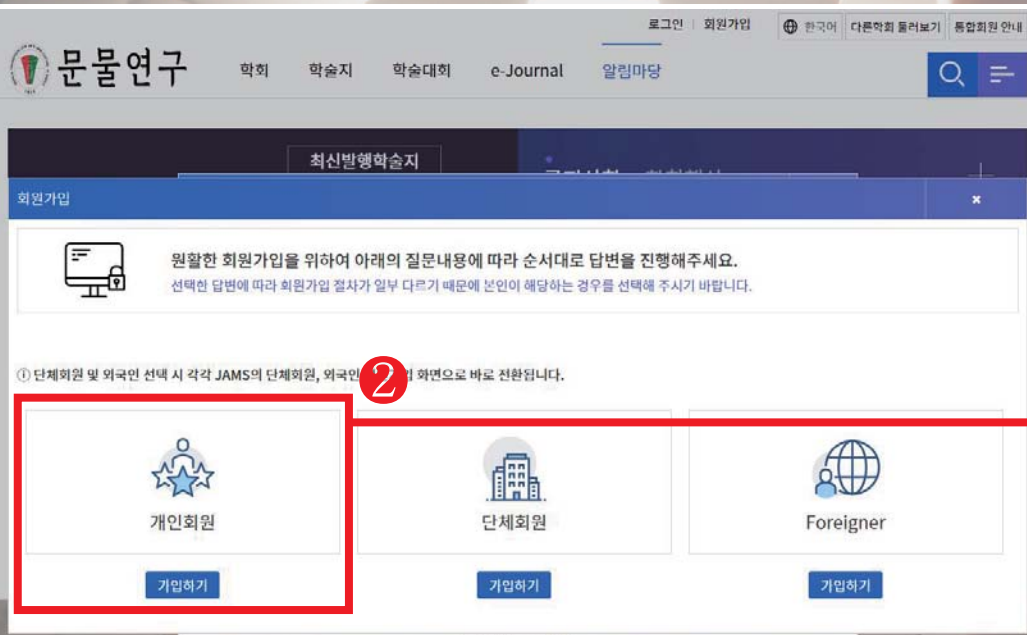 로그인 회원가입 한국어 다른학회 둘러보기 통합회원 안내
문물연구 학회 학술지 학술대회 e-Journal 알림마당
최신발행학술지
회원가입
원활한 회원가입을 위하여 아래의 질문내용에 따라 순서대로 답변을 진행해주세요.
선택한 답변에 따라 회원가입 절차가 일부 다르기 때문에 본인이 해당하는 경우를 선택해 주시기 바랍니다.
단체회원 및 외국인 선택 시 각각 JAMS의 단체회원, 외국인 화면으로 바로 전환됩니다.
2
개인회원 단체회원 Foreigner
가입하기 가입하기 가입하기